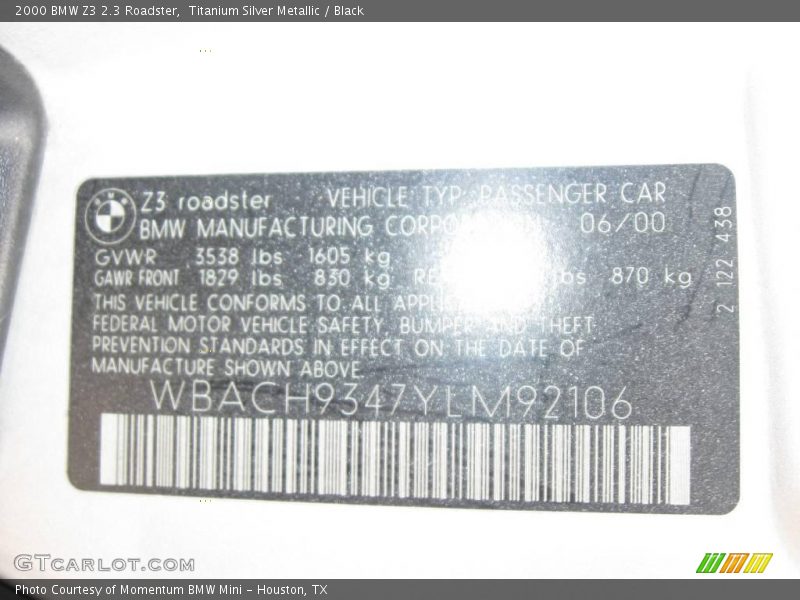 2000 BMW Z3 2.3 Roadster, Titanium Silver Metallic / Black
Z3 roadster VEHICLE TYP PASSENGER CAR
BMW MANUFACTURING 06/00
GVWR 3538 lbs 1605 kg
GAWR FRONT 1829 lbs 830 kg lbs 870 kg
THIS VEHICLE CONFORMS TO ALL
FEDERAL MOTOR VEHICLE SAFETY, BUMPER AND THEFT
PREVENTION STANDARDS IN EFFECT ON THE DATE OF
MANUFACTURE SHOWN ABOVE.
WBACH9347YLM92106
2 122 438
GTCARLOT.COM
Photo Courtesy of Momentum BMW Mini - Houston, TX